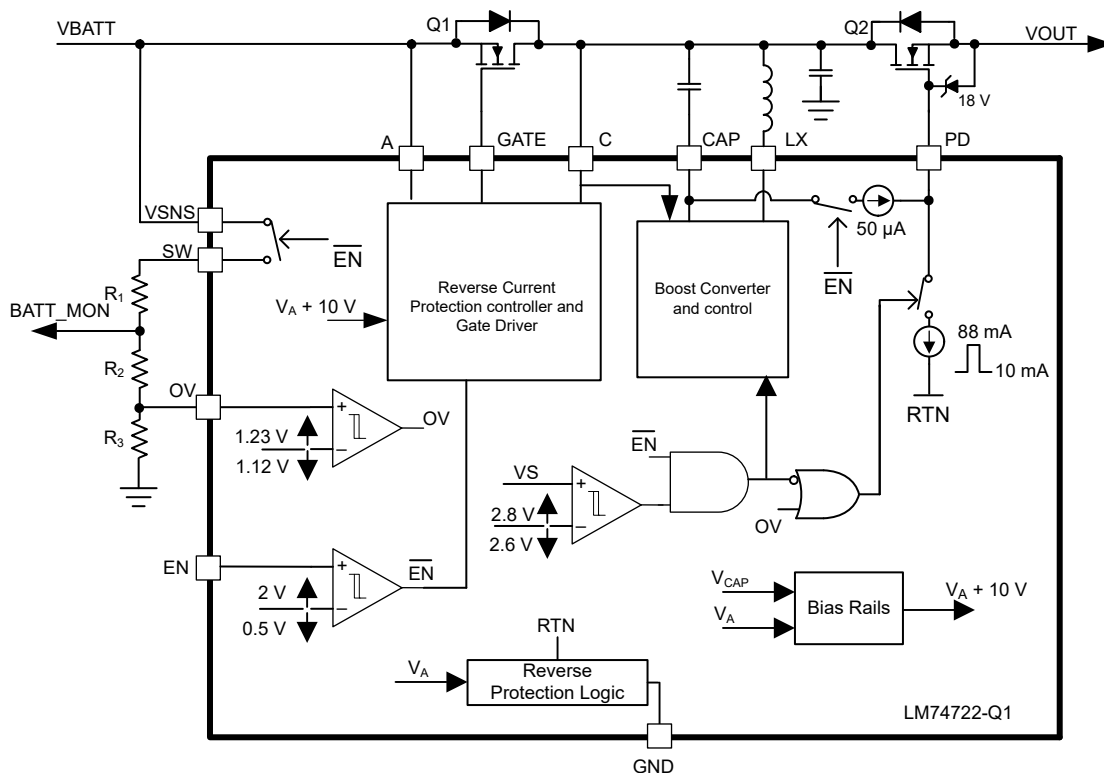 VBATT
Q1
Q2
VOUT
18 V
A
GATE
C
CAP
LX
PD
VSNS
SW
EN
50 µA
EN
R1
BATT_MON
R2
OV
R3
VA + 10 V
Reverse Current
Protection controller and
Gate Driver
Boost Converter
and control
88 mA
10 mA
RTN
1.23 V
1.12 V
+
−
OV
EN
VS
2.8 V
2.6 V
+
−
OV
EN
2 V
0.5 V
+
−
EN
VCAP
VA
Bias Rails
VA + 10 V
RTN
VA
Reverse
Protection Logic
LM74722-Q1
GND